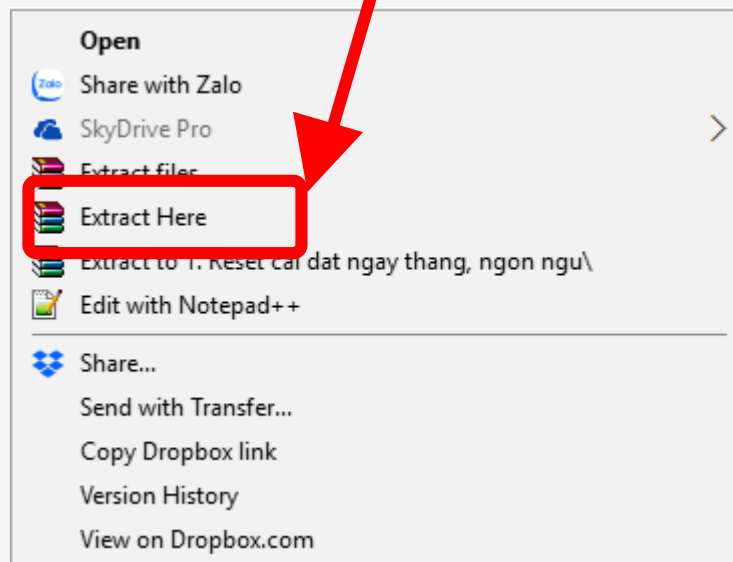 Open
Zalo
Share with Zalo
SkyDrive Pro
Extract files
Extract Here
Extract to 1. Reset cai dat ngay thang, ngon ngu\
Edit with Notepad++
Share...
Send with Transfer...
Copy Dropbox link
Version History
View on Dropbox.com